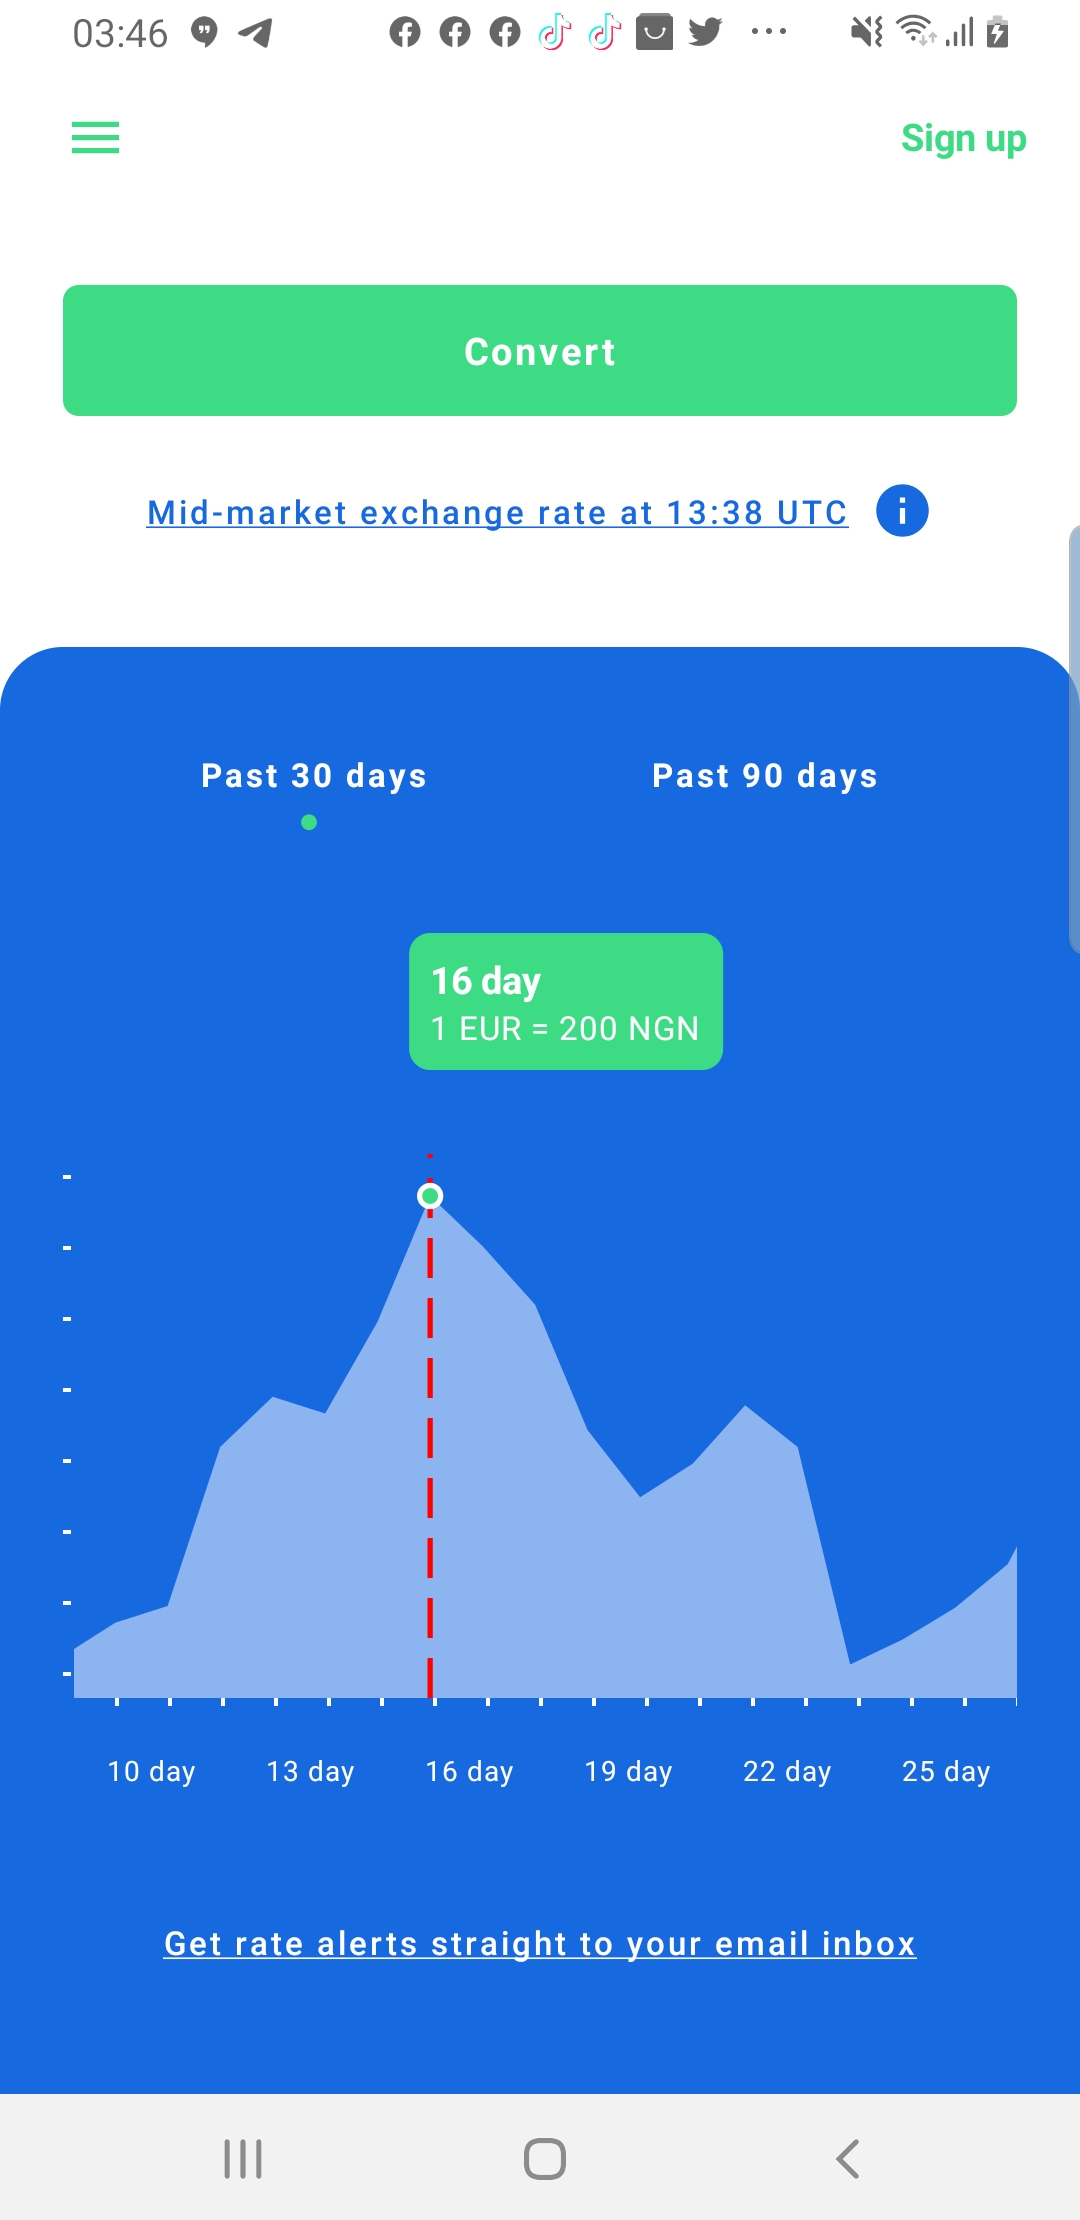 03:46
Sign up
Convert
Mid-market exchange rate at 13:38 UTC
Past 30 days Past 90 days
16 day
1 EUR = 200 NGN
10 day 13 day 16 day 19 day 22 day 25 day
Get rate alerts straight to your email inbox